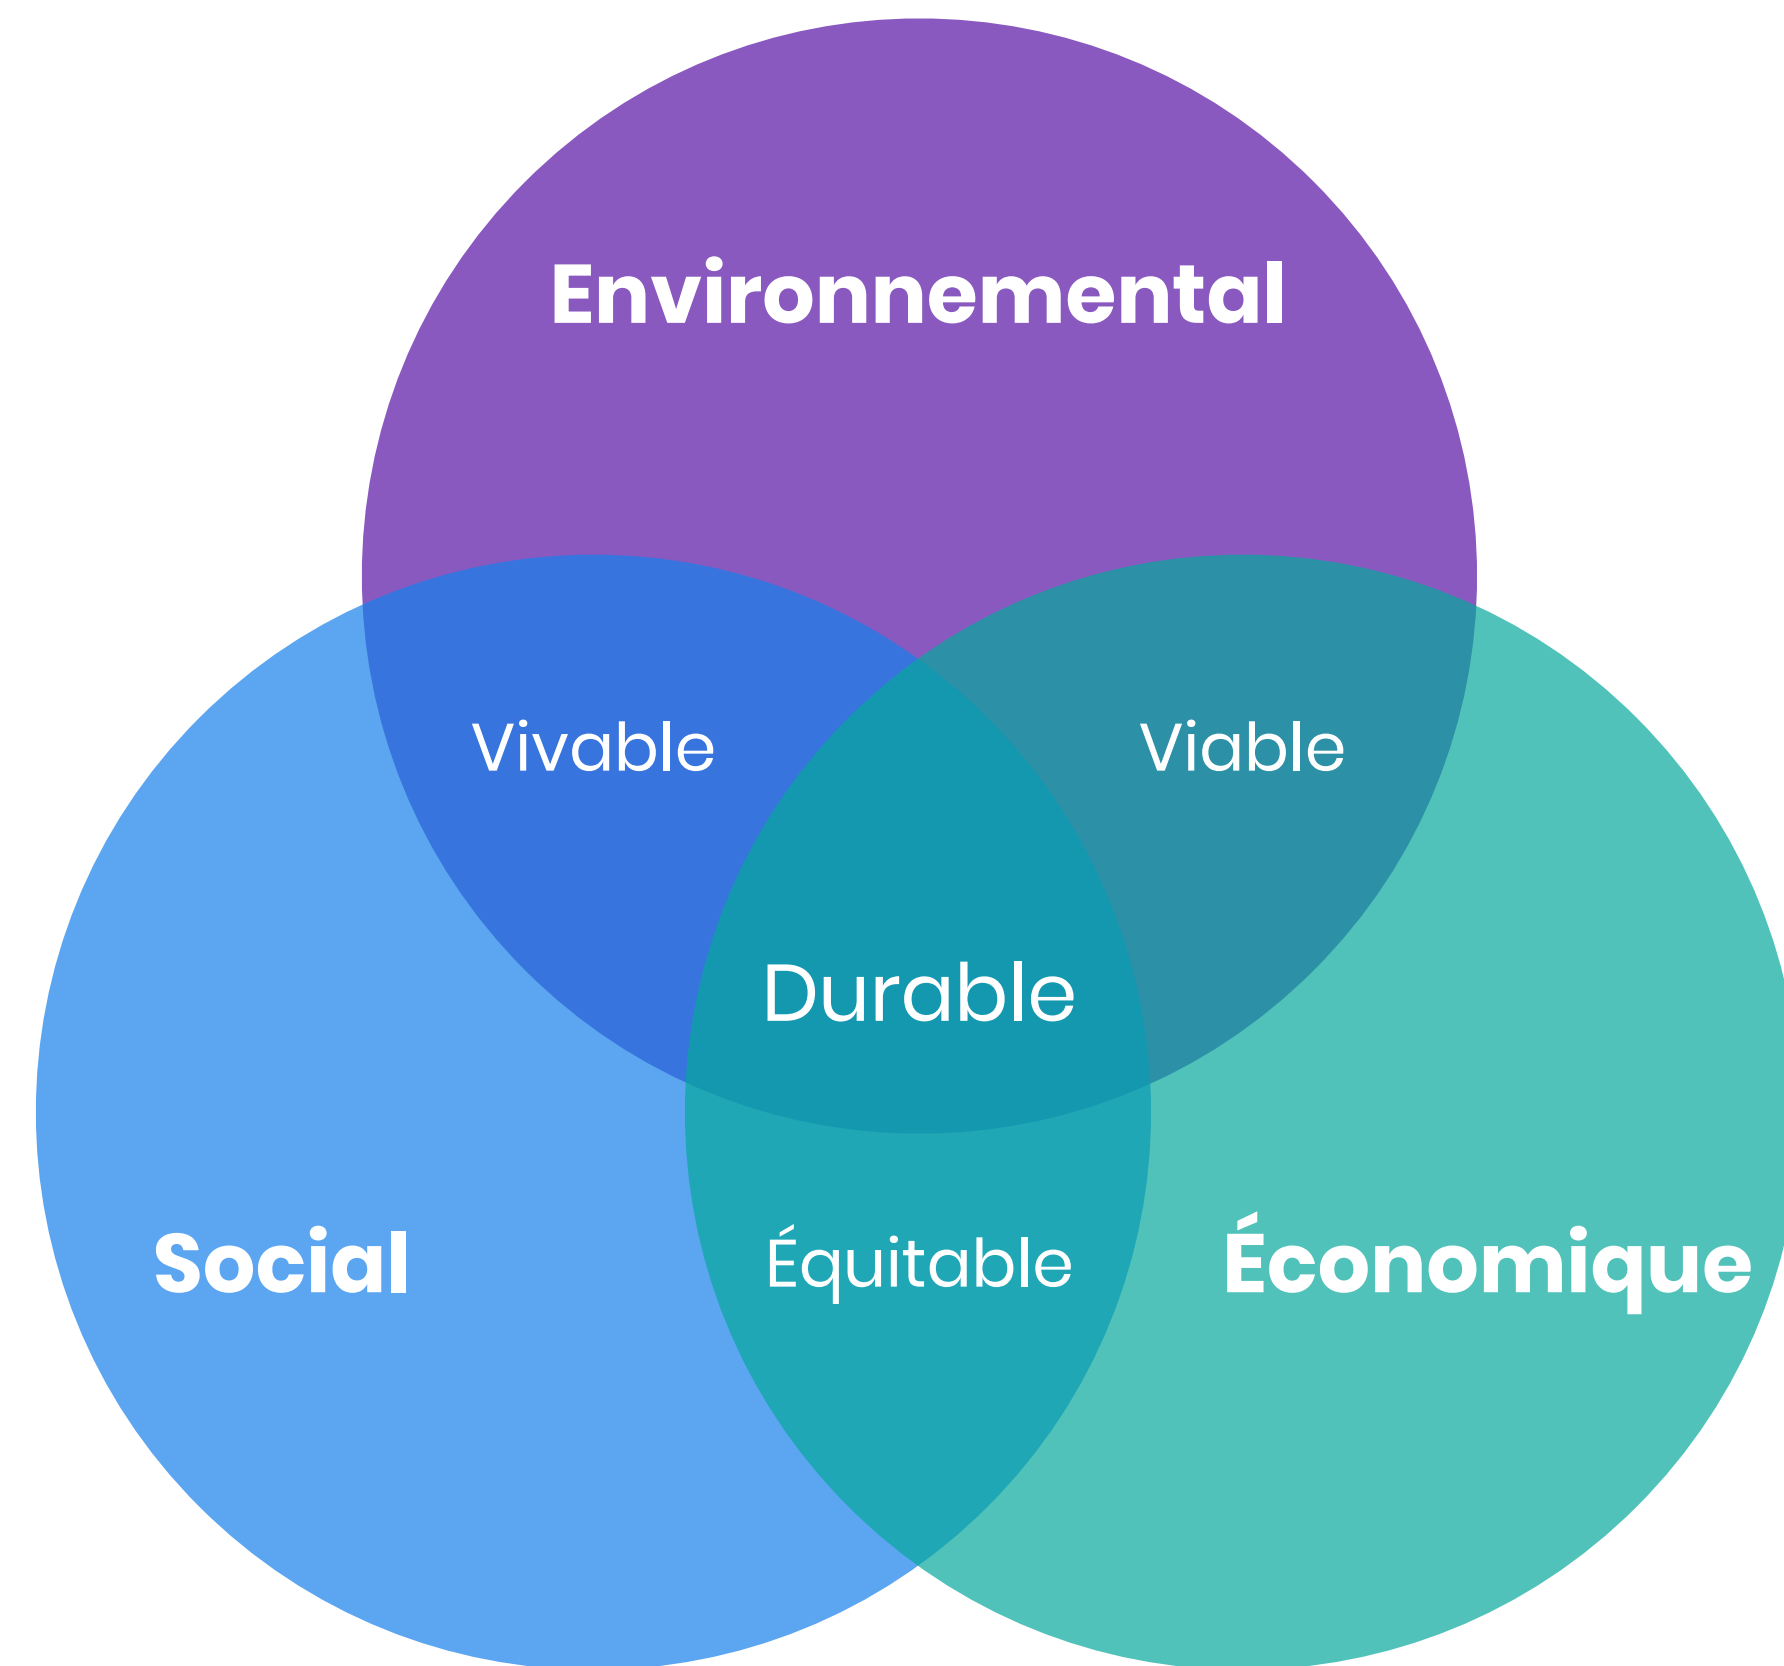 Environnemental
Vivable
Viable
Durable
Social
Équitable
Économique